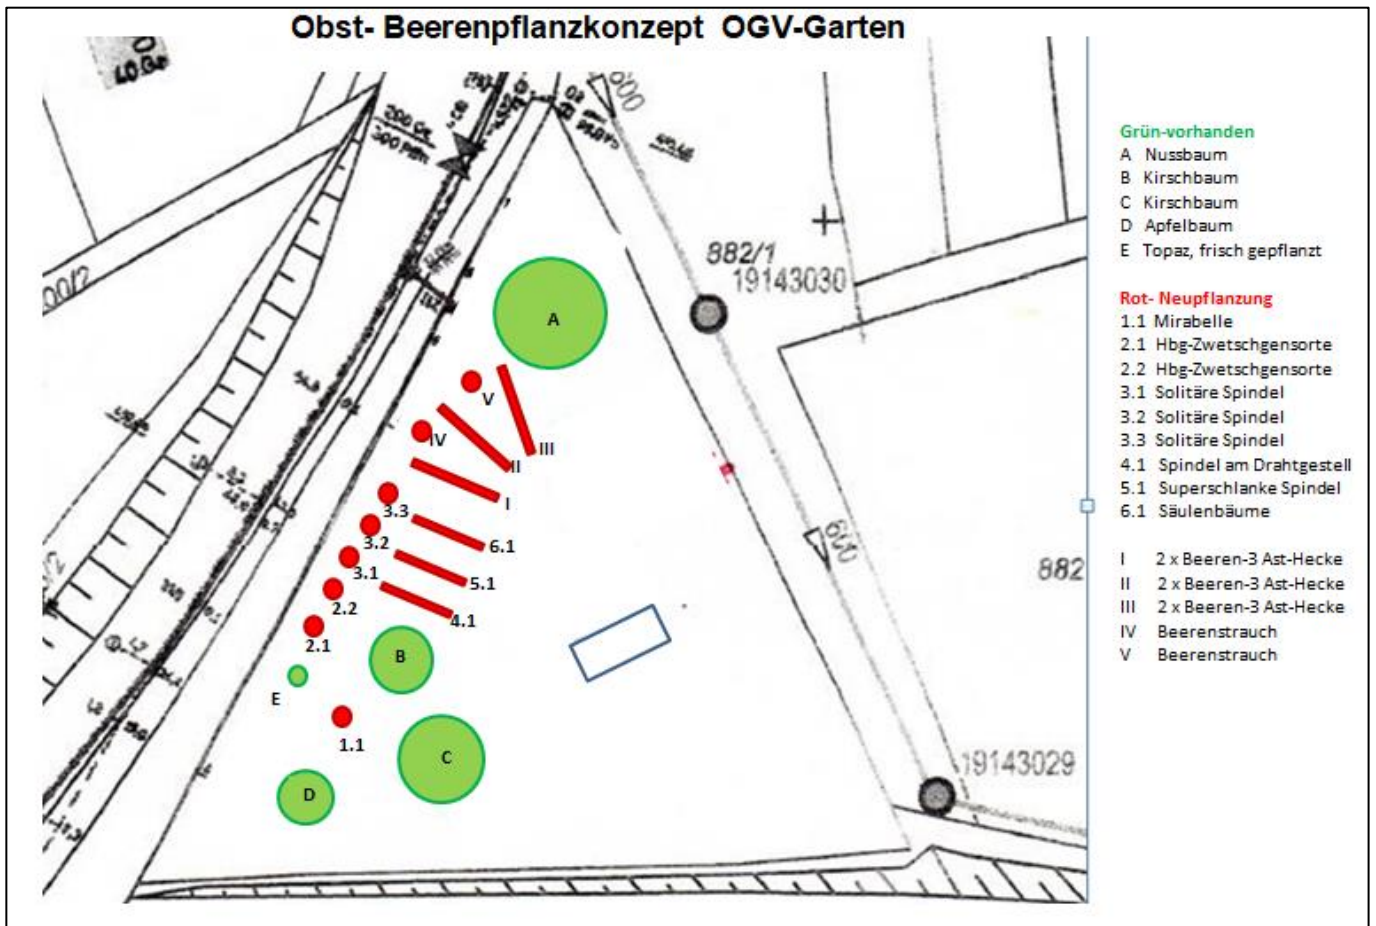 Obst- Beerenpflanzkonzept OGV-Garten
600
882/1
19143030
A
V
IV
III
II
I
3.3
6.1
3.2
5.1
3.1
4.1
2.2
2.1
B
E
1.1
C
D
600
882
19143029
Grün-vorhanden
A Nussbaum
B Kirschbaum
C Kirschbaum
D Apfelbaum
E Topaz, frisch gepflanzt
Rot- Neupflanzung
1.1 Mirabelle
2.1 Hbg-Zwetschgensorte
2.2 Hbg-Zwetschgensorte
3.1 Solitäre Spindel
3.2 Solitäre Spindel
3.3 Solitäre Spindel
4.1 Spindel am Drahtgestell
5.1 Superschlanke Spindel
6.1 Säulenbäume
I 2 x Beeren-3 Ast-Hecke
II 2 x Beeren-3 Ast-Hecke
III 2 x Beeren-3 Ast-Hecke
IV Beerenstrauch
V Beerenstrauch